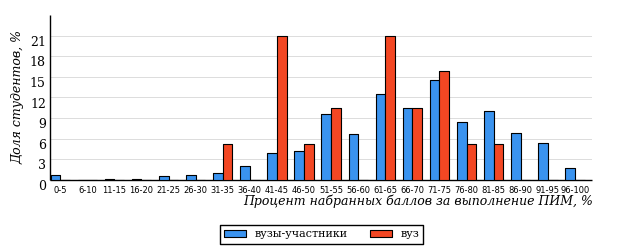 Доля студентов, %
21
18
15
12
9
6
3
0
0-5 6-10 11-15 16-20 21-25 26-30 31-35 36-40 41-45 46-50 51-55 56-60 61-65 66-70 71-75 76-80 81-85 86-90 91-95 96-100
Процент набранных баллов за выполнение ПИМ, %
вузы-участники вуз